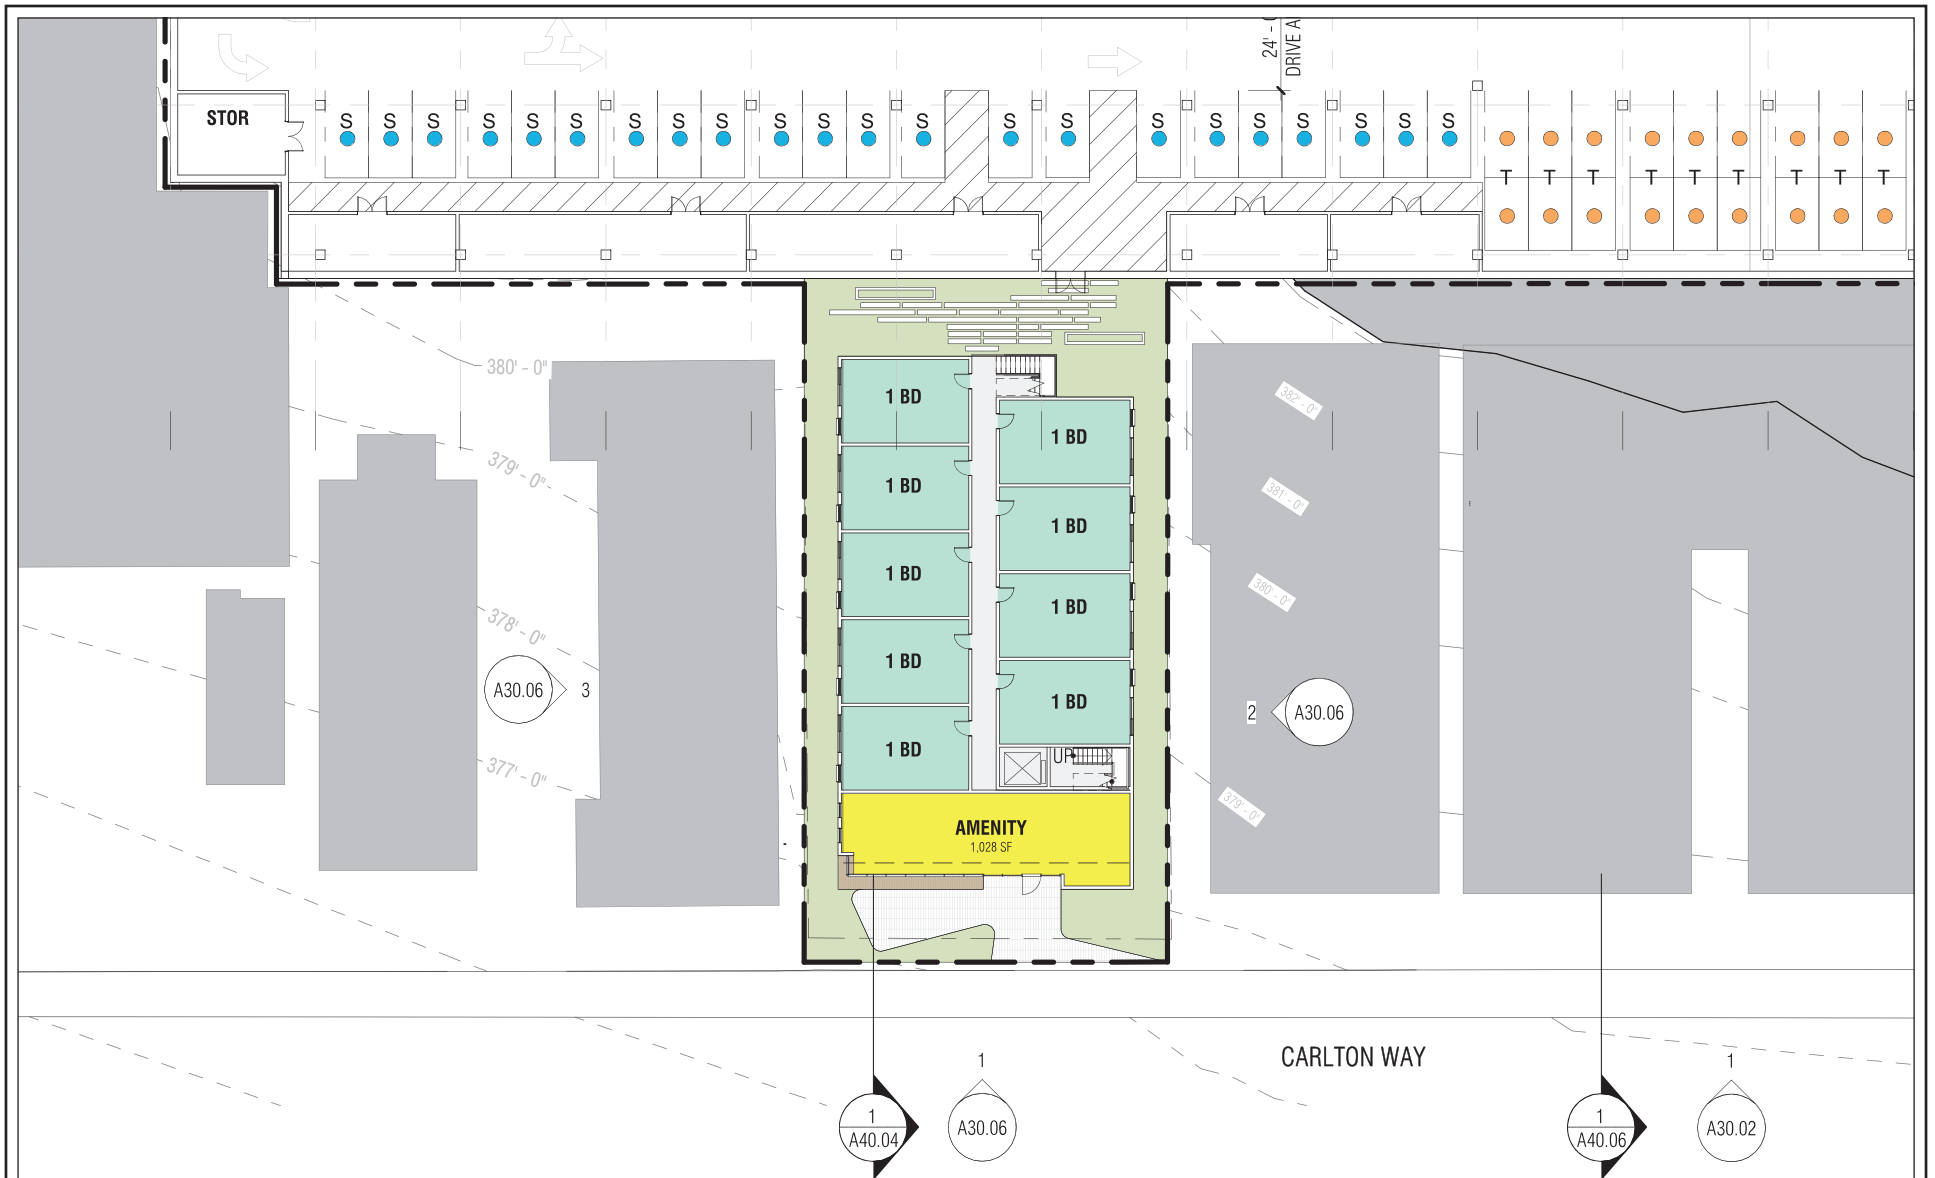 24' - 
DRIVE A
STOR
S S S S S S S S S S S S S S S S S S S S S S
T T T T T T T T T
380' - 0"
1 BD
382' - 0"
1 BD
379' - 0"
1 BD
381' - 0"
1 BD
1 BD
380' - 0"
1 BD
378' - 0"
1 BD
A30.06 3
1 BD
2 A30.06
1 BD
377' - 0"
UP
379' - 0"
AMENITY
1,028 SF
CARLTON WAY
1
A40.04
1
A30.06
1
A40.06
1
A30.02